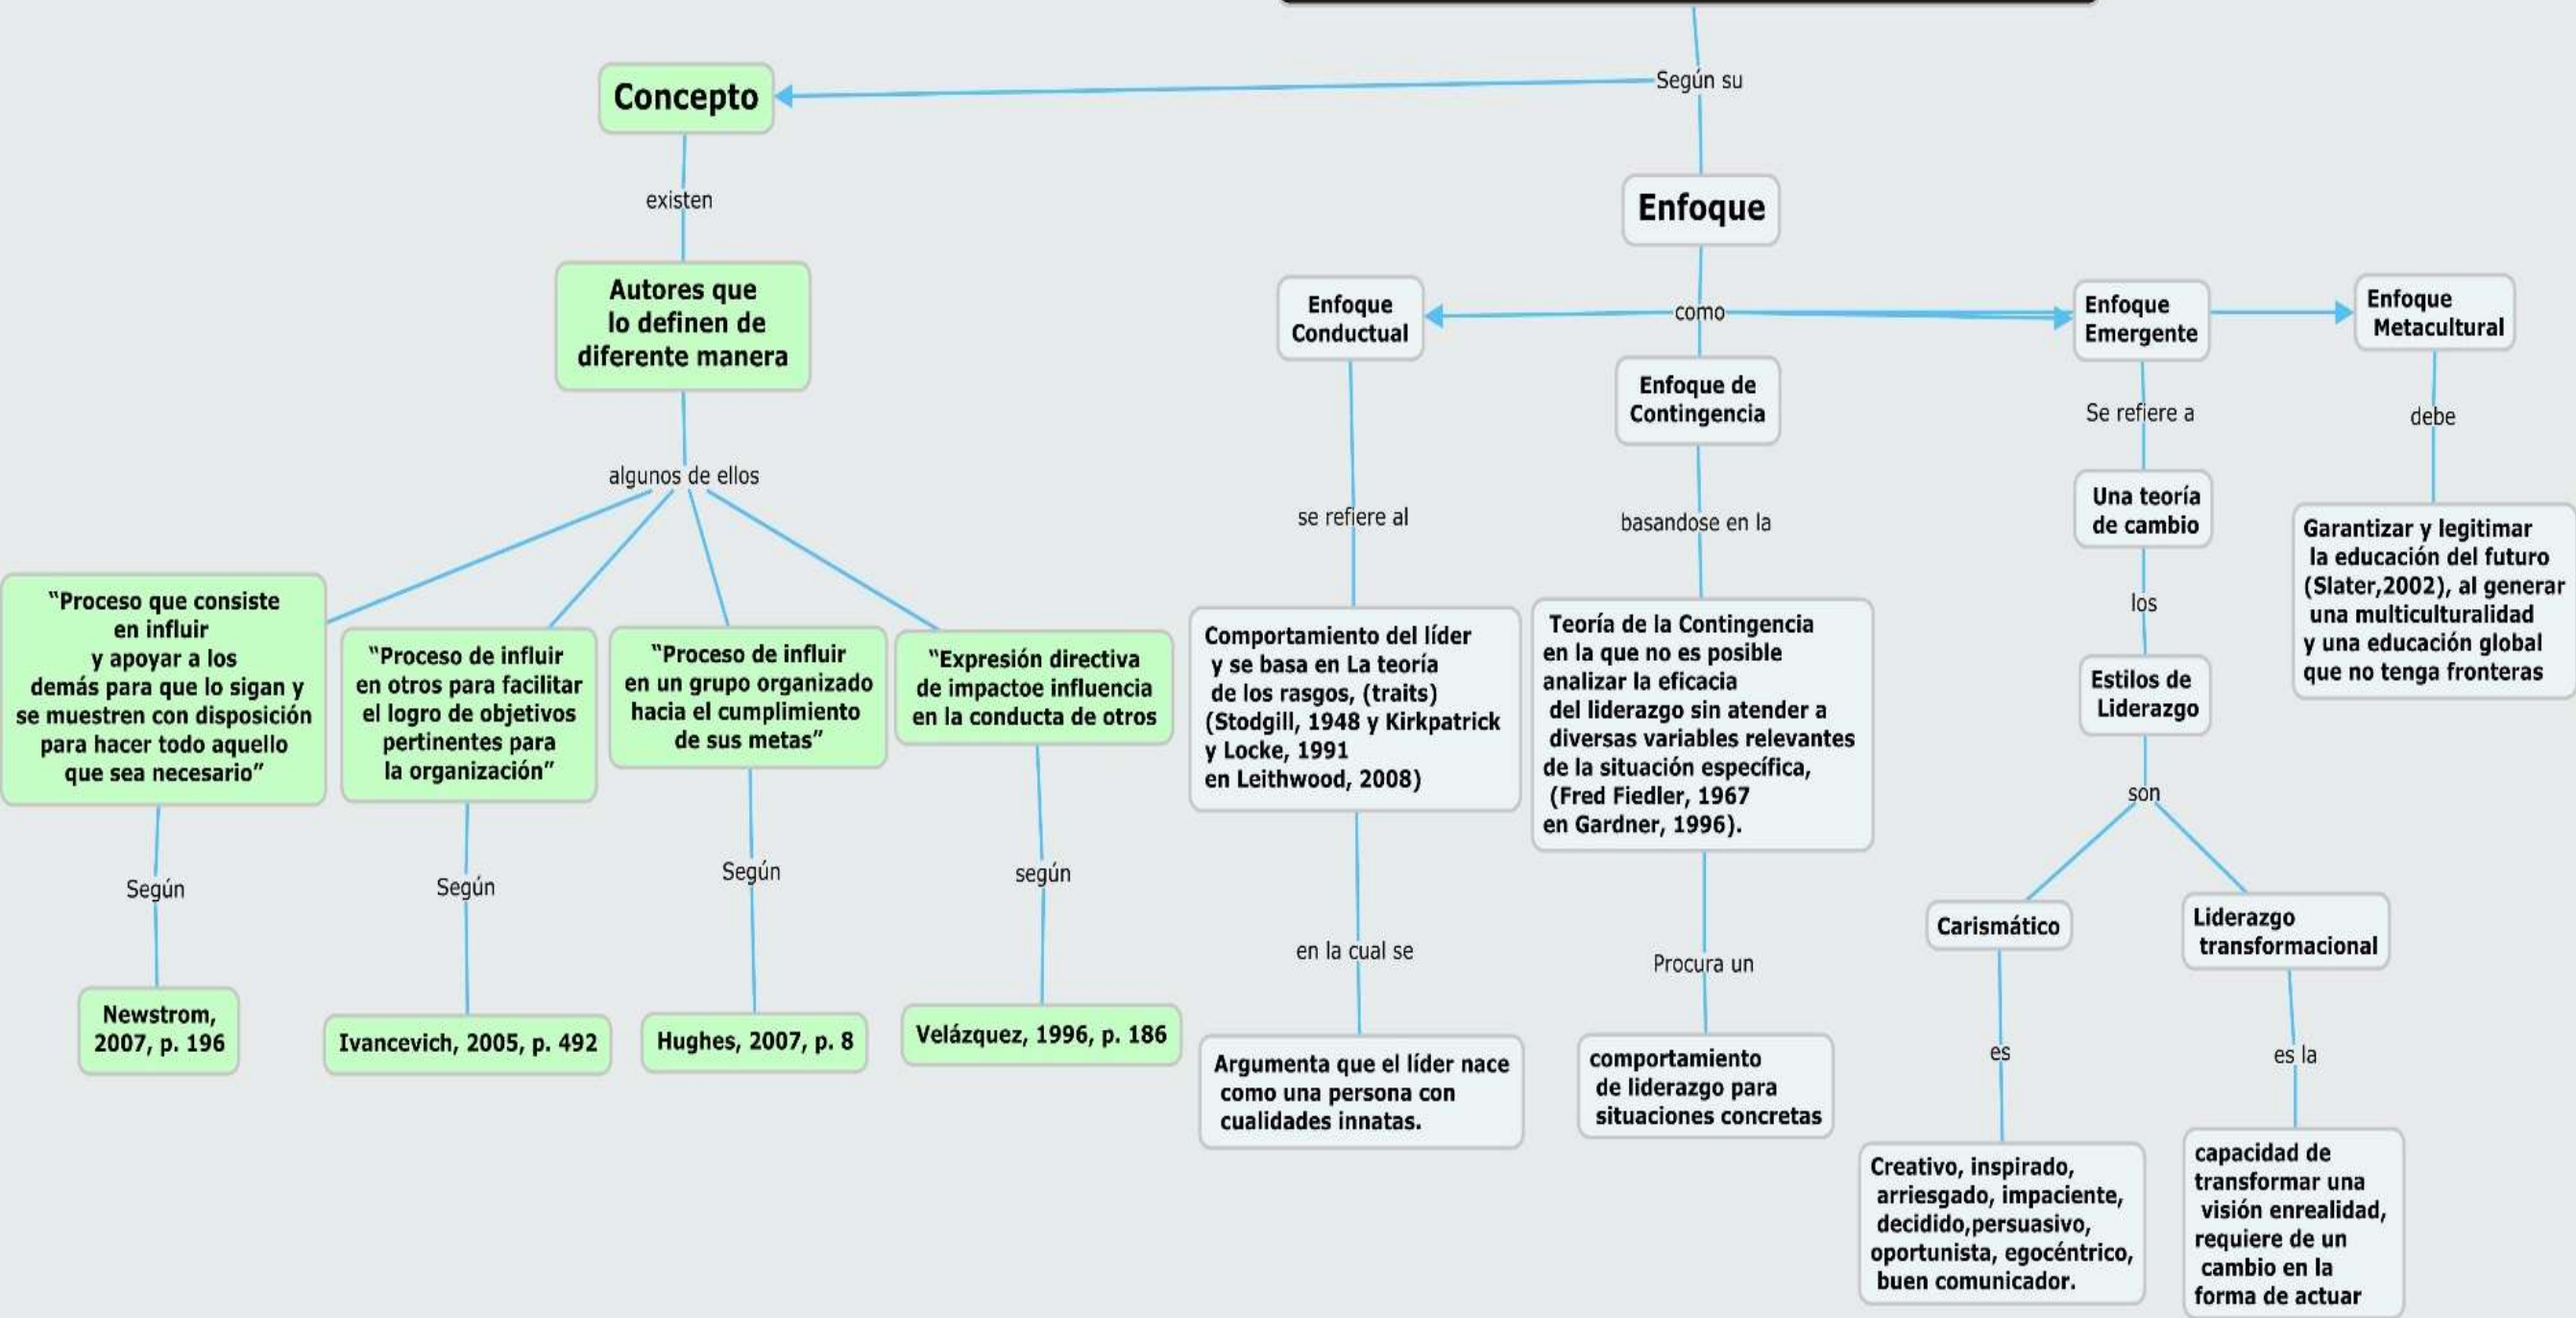 Según su
Concepto
existen
Autores que
lo definen de
diferente manera
algunos de ellos
“Proceso que consiste
en influir
y apoyar a los
demás para que lo sigan y
se muestren con disposición
para hacer todo aquello
que sea necesario”
Según
Newstrom,
2007, p. 196
“Proceso de influir
en otros para facilitar
el logro de objetivos
pertinentes para
la organización”
Según
Ivancevich, 2005, p. 492
“Proceso de influir
en un grupo organizado
hacia el cumplimiento
de sus metas”
Según
Hughes, 2007, p. 8
“Expresión directiva
de impactoe influencia
en la conducta de otros
según
Velázquez, 1996, p. 186
Enfoque
como
Enfoque
Conductual
se refiere al
Comportamiento del líder
y se basa en La teoría
de los rasgos, (traits)
(Stodgill, 1948 y Kirkpatrick
y Locke, 1991
en Leithwood, 2008)
en la cual se
Argumenta que el líder nace
como una persona con
cualidades innatas.
Enfoque de
Contingencia
basandose en la
Teoría de la Contingencia
en la que no es posible
analizar la eficacia
del liderazgo sin atender a
diversas variables relevantes
de la situación específica,
(Fred Fiedler, 1967
en Gardner, 1996).
Procura un
comportamiento
de liderazgo para
situaciones concretas
Enfoque
Emergente
Se refiere a
Una teoría
de cambio
los
Estilos de
Liderazgo
son
Carismático
es
Creativo, inspirado,
arriesgado, impaciente,
decidido,persuasivo,
oportunista, egocéntrico,
buen comunicador.
Liderazgo
transformacional
es la
capacidad de
transformar una
visión enrealidad,
requiere de un
cambio en la
forma de actuar
Enfoque
Metacultural
debe
Garantizar y legitimar
la educación del futuro
(Slater,2002), al generar
una multiculturalidad
y una educación global
que no tenga fronteras